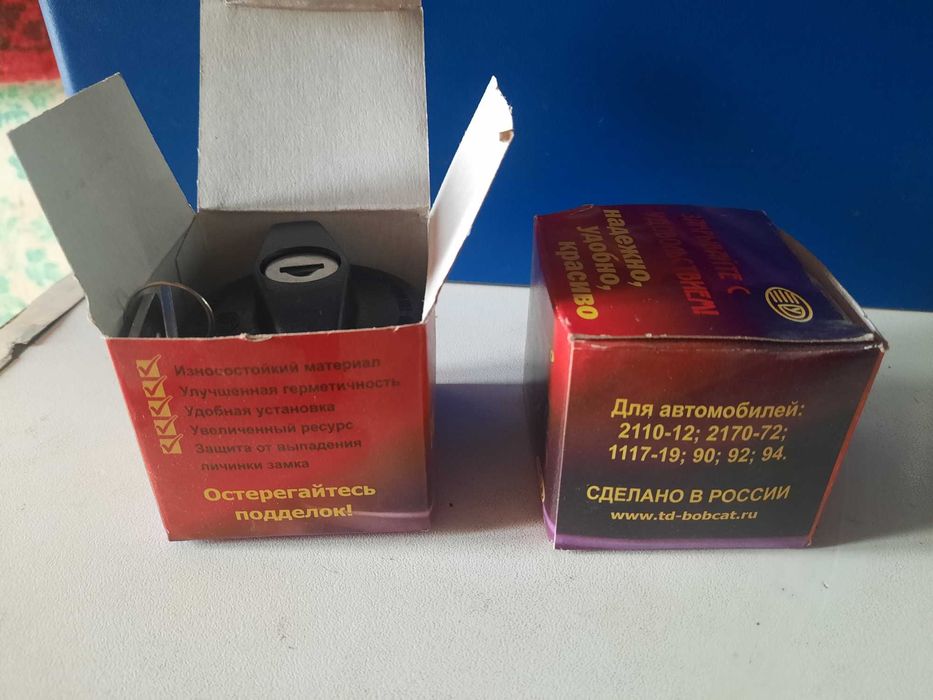 Износостойкий материал
Улучшенная герметичность
Удобная установка
Увеличенный ресурс
Защита от выпадения
личинки замка
Остерегайтесь
подделок!
надежно,
удобно,
красиво
Для автомобилей:
2110-12; 2170-72;
1117-19; 90; 92; 94.
СДЕЛАНО В РОССИИ
www.td-bobcat.ru